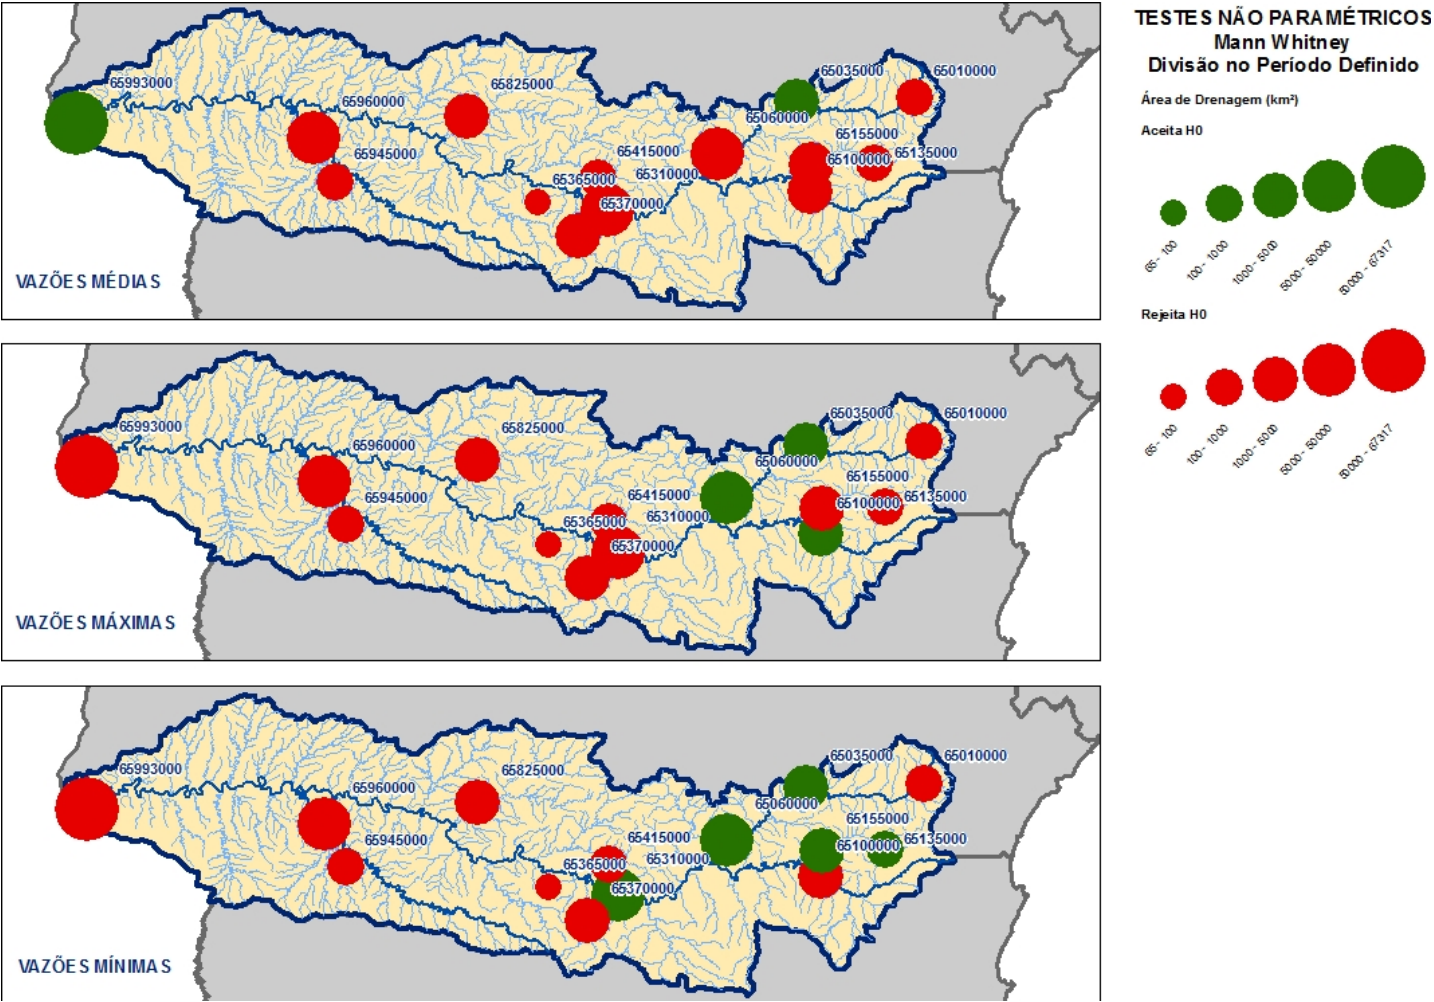 TESTES NÃO PARAMÉTRICOS
Mann Whitney
Divisão no Período Definido
Área de Drenagem (km²)
Aceita H0
65 - 100
100 - 1000
1000 - 5000
5000 - 50000
50000 - 67317
Rejeita H0
65 - 100
100 - 1000
1000 - 5000
5000 - 50000
50000 - 67317
65993000
65960000
65945000
65825000
65415000
65365000
65310000
65370000
65035000
65010000
65060000
65155000
65100000
65135000
VAZÕES MÉDIAS
65993000
65960000
65945000
65825000
65415000
65365000
65310000
65370000
65035000
65010000
65060000
65155000
65100000
65135000
VAZÕES MÁXIMAS
65993000
65960000
65945000
65825000
65415000
65365000
65310000
65370000
65035000
65010000
65060000
65155000
65100000
65135000
VAZÕES MÍNIMAS